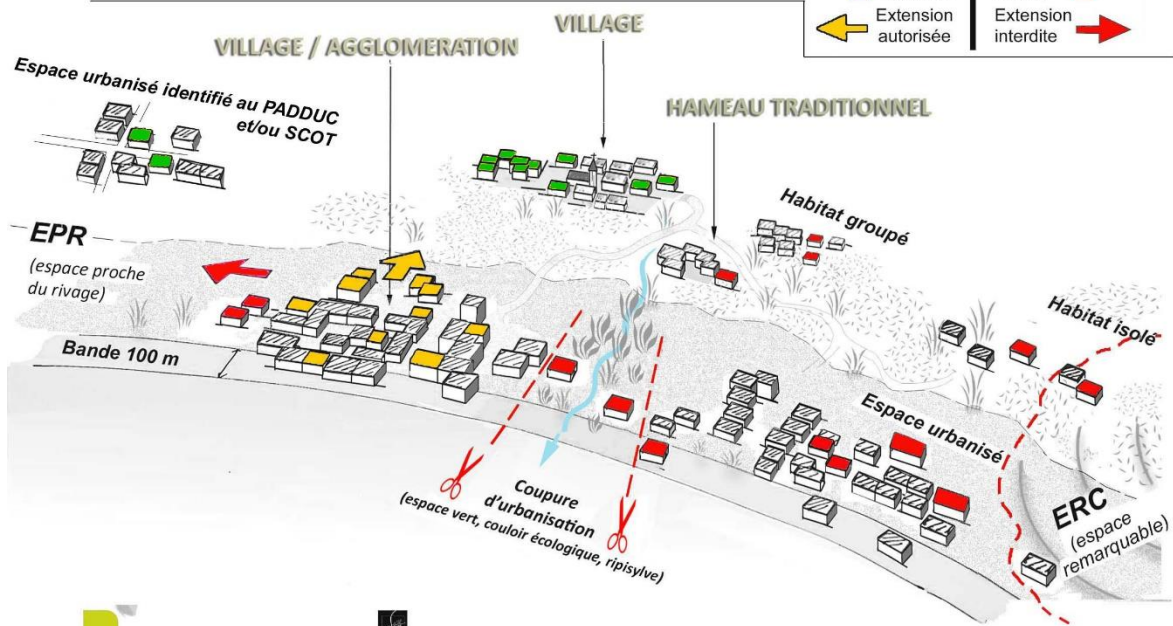 Extension
autorisée
Extension
interdite
VILLAGE
VILLAGE / AGGLOMERATION
Espace urbanisé identifié au PADDUC
et/ou SCOT
HAMEAU TRADITIONNEL
Habitat groupé
EPR
(espace proche
du rivage)
Habitat isolé
Bande 100 m
Espace urbanisé
Coupure
d'urbanisation
(espace vert, couloir écologique, ripisylve)
ERC
(espace
remarquable)